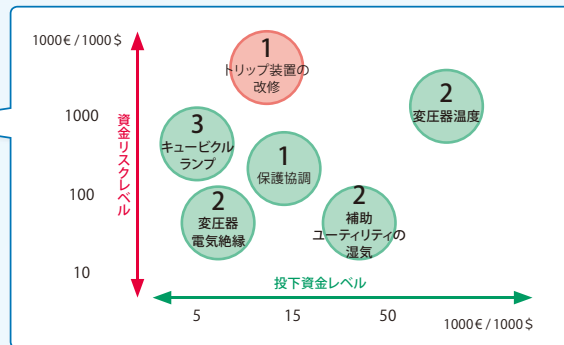 1000€ / 1000$
1
トリップ装置の
改修
2
変圧器温度
1000
3
キュービクル
ランプ
1
保護協調
資金リスクレベル
100
2
変圧器
電気絶縁
2
補助
ユーティリティの
湿気
10
投下資金レベル
5
15
50
1000€ / 1000$